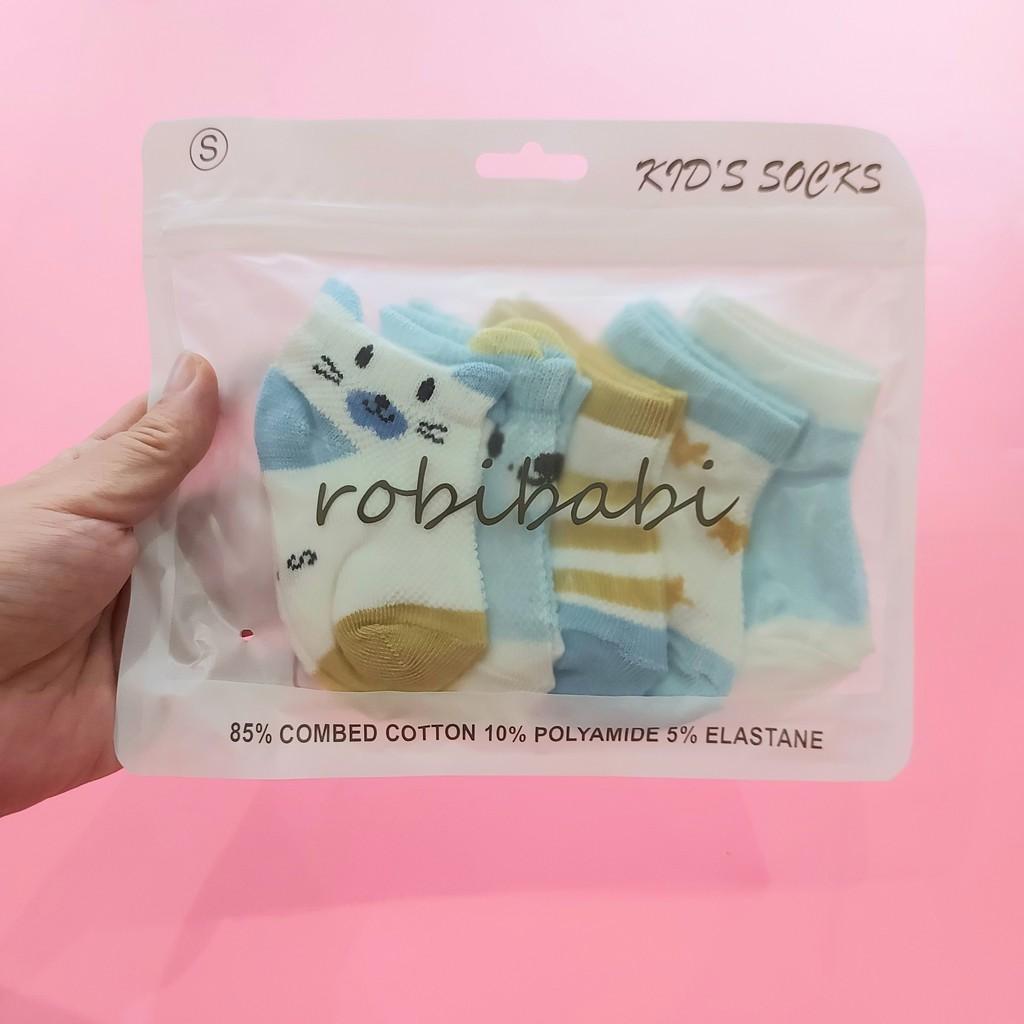 S
KID'S SOCKS
robibabi
85% COMBED COTTON 10% POLYAMIDE 5% ELASTANE